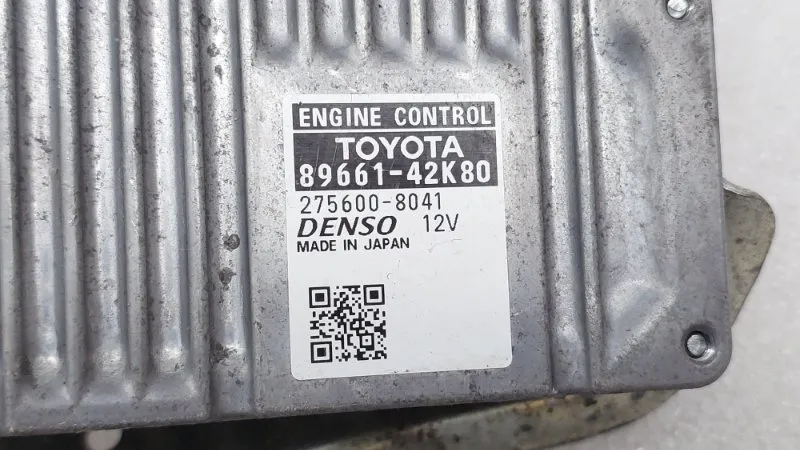 ENGINE CONTROL
TOYOTA
89661-42K80
275600-8041
DENSO 12V
MADE IN JAPAN